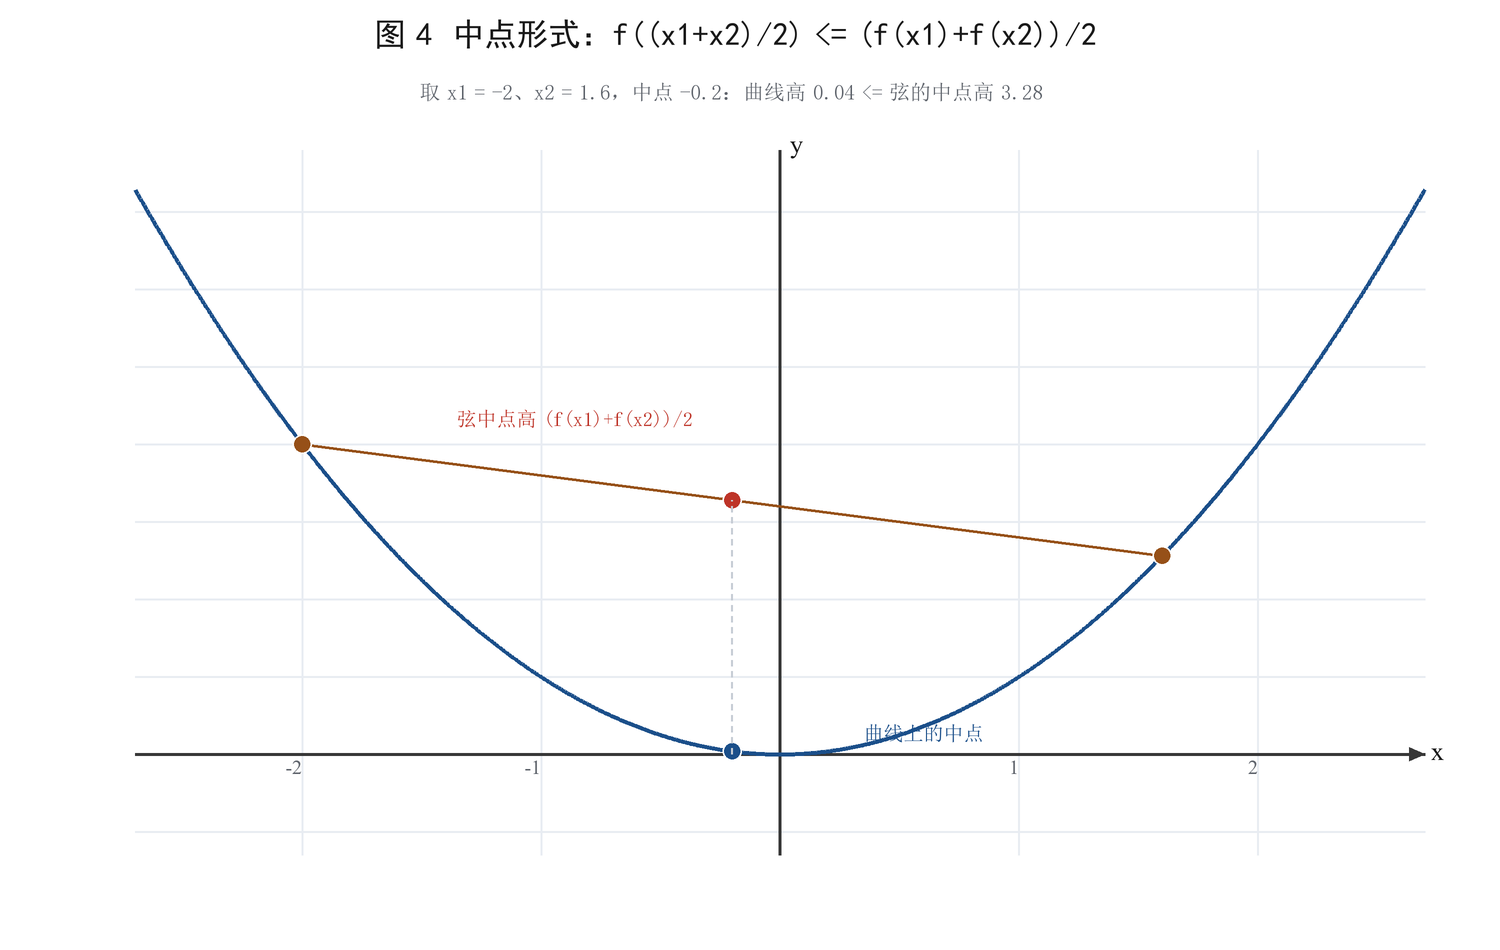 图 4 中点形式：f((x1+x2)/2) <= (f(x1)+f(x2))/2
取 x1 = −2、x2 = 1.6，中点 −0.2：曲线高 0.04 <= 弦的中点高 3.28
y
弦中点高 (f(x1)+f(x2))/2
曲线上的中点
x
-2 -1 1 2